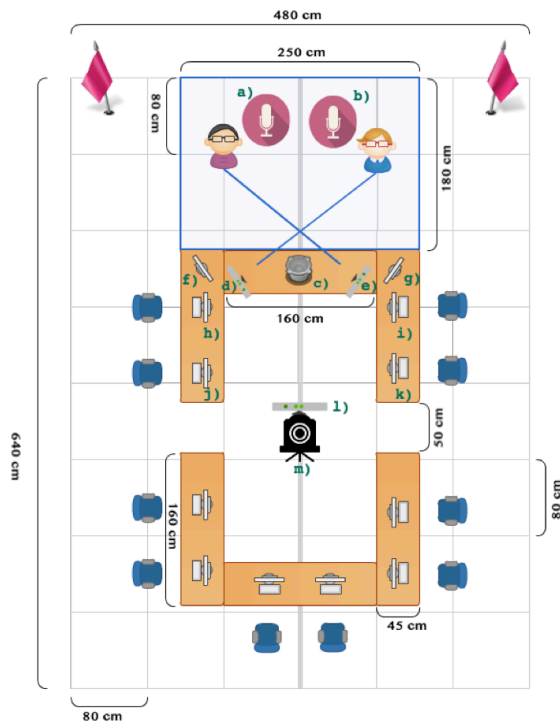 480 cm
250 cm
80 cm
a)
b)
180 cm
f)
d)
c)
e)
g)
160 cm
h)
i)
j)
k)
l)
50 cm
m)
640 cm
160 cm
80 cm
45 cm
80 cm